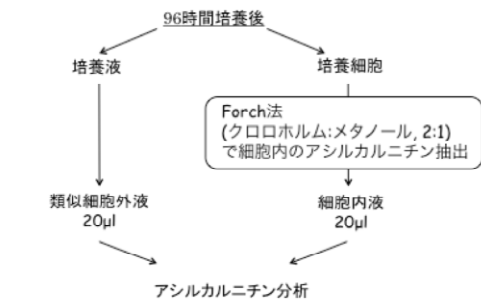 96時間培養後
培養液
培養細胞
Forch法
(クロロホルム:メタノール, 2:1)
で細胞内のアシルカルニチン抽出
類似細胞外液
20μl
細胞内液
20μl
アシルカルニチン分析